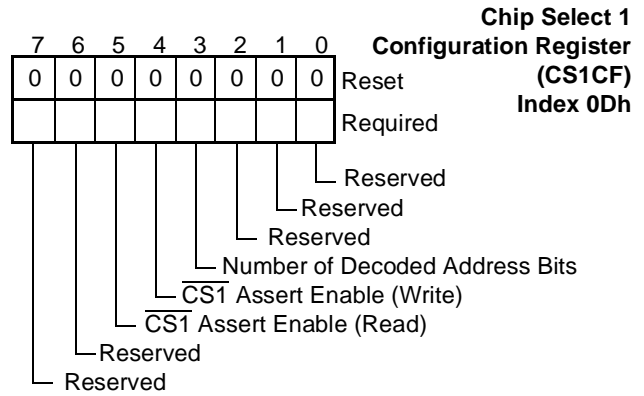 Chip Select 1
Configuration Register
(CS1CF)
Index 0Dh
7 6 5 4 3 2 1 0
0 0 0 0 0 0 0 0 Reset
Required
Reserved
Reserved
Reserved
Number of Decoded Address Bits
CS1 Assert Enable (Write)
CS1 Assert Enable (Read)
Reserved
Reserved